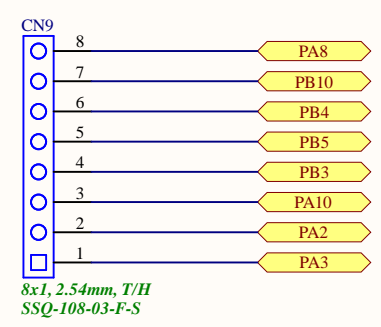 CN9
8 PA8
7 PB10
6 PB4
5 PB5
4 PB3
3 PA10
2 PA2
1 PA3
8x1, 2.54mm, T/H
SSQ-108-03-F-S